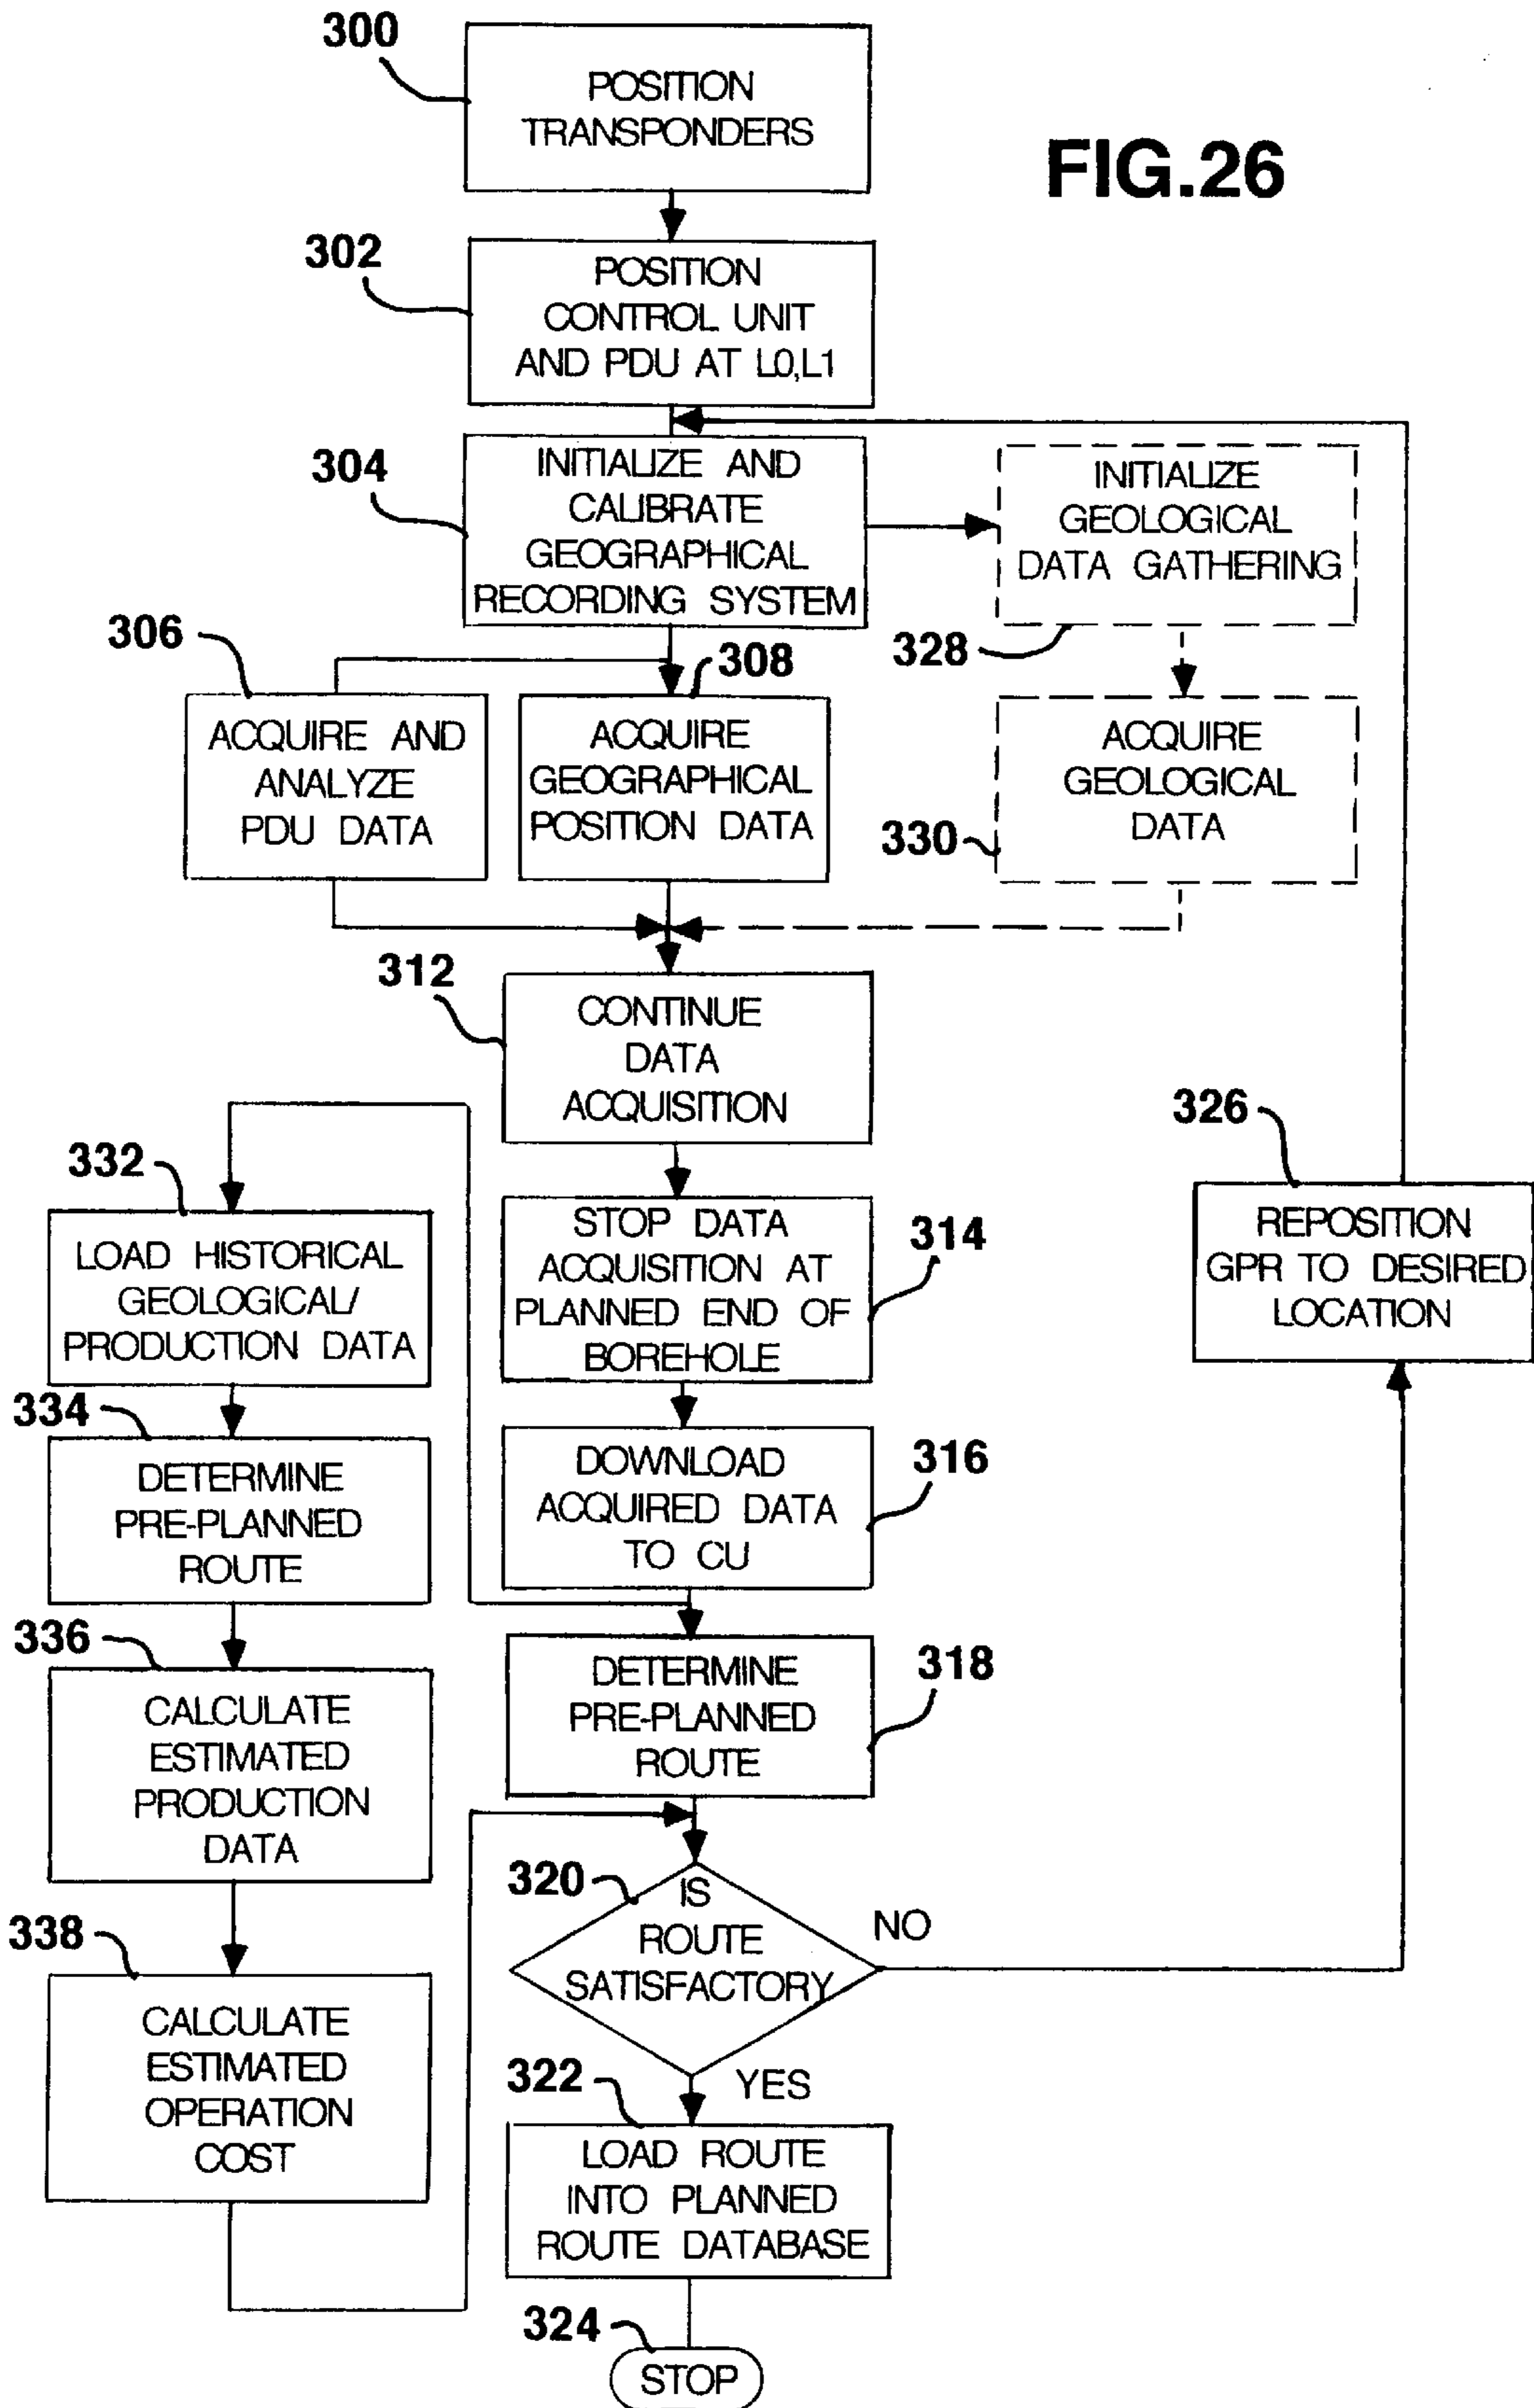 300
POSITION
TRANSPONDERS
FIG.26
302
POSITION
CONTROL UNIT
AND PDU AT L0,L1
304
INITIALIZE AND
CALIBRATE
GEOGRAPHICAL
RECORDING SYSTEM
INITIALIZE
GEOLOGICAL
DATA GATHERING
328
306
ACQUIRE AND
ANALYZE
PDU DATA
308
ACQUIRE
GEOGRAPHICAL
POSITION DATA
330
ACQUIRE
GEOLOGICAL
DATA
312
CONTINUE
DATA
ACQUISITION
332
LOAD HISTORICAL
GEOLOGICAL/
PRODUCTION DATA
STOP DATA
ACQUISITION AT
PLANNED END OF
BOREHOLE
314
326
REPOSITION
GPR TO DESIRED
LOCATION
334
DETERMINE
PRE-PLANNED
ROUTE
DOWNLOAD
ACQUIRED DATA
TO CU
316
336
CALCULATE
ESTIMATED
PRODUCTION
DATA
DETERMINE
PRE-PLANNED
ROUTE
318
320
IS
ROUTE
SATISFACTORY
NO
YES
338
CALCULATE
ESTIMATED
OPERATION
COST
322
LOAD ROUTE
INTO PLANNED
ROUTE DATABASE
324
STOP